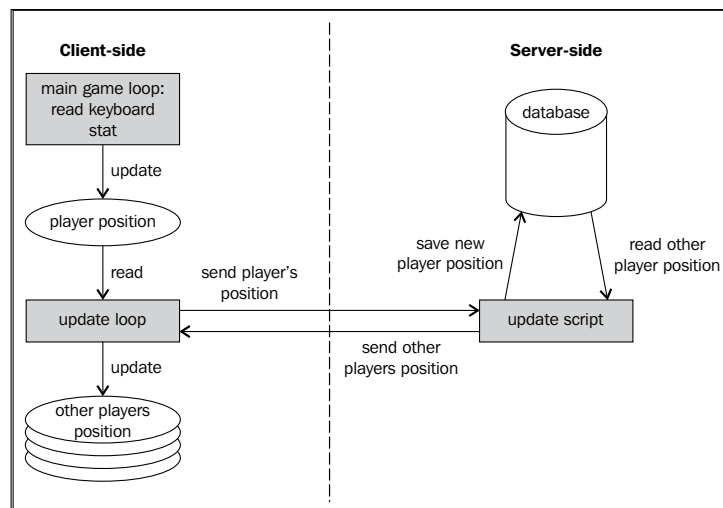 Client-side
Server-side
main game loop:
read keyboard
stat
database
update
player position
save new
player position
read other
player position
read
send player's
position
update loop
update script
send other
players position
update
other players
position